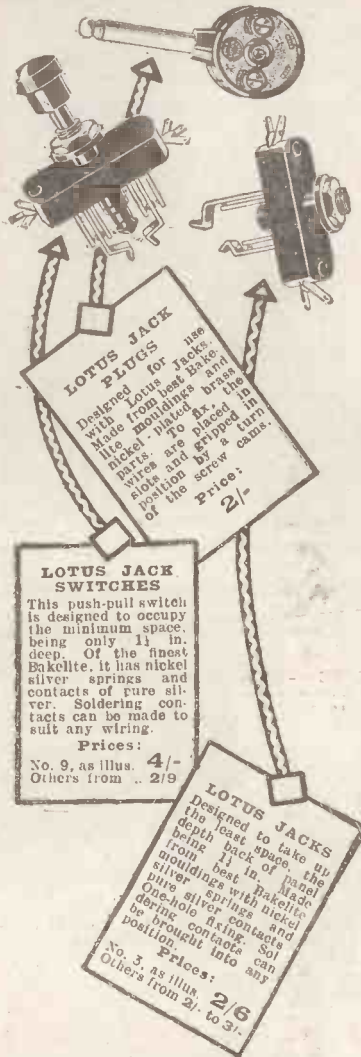 LOTUS JACK
PLUGS
Designed for use
with Lotus Jacks.
Made from best Bake-
lite mouldings and
nickel-plated brass
parts. To fix, the
wires are placed in
slots and gripped in
position by a turn
of the screw cams.
Price:
2/-
LOTUS JACK
SWITCHES
This push-pull switch
is designed to occupy
the minimum space,
being only 1½ in.
deep. Of the finest
Bakelite, it has nickel
silver springs and
contacts of pure sil-
ver. Soldering con-
tacts can be made to
suit any wiring.
Prices:
No. 9, as illus. 4/-
Others from .. 2/9
LOTUS JACKS
Designed to take up
the least space, the
depth back of panel
being 1½ in. Made
from best Bakelite
mouldings with nickel
silver springs and
pure silver contacts
One-hole fixing. Sol
dering contacts can
be brought into any
position.
Prices:
No. 3, as illus. 2/6
Others from 2/- to 3/-